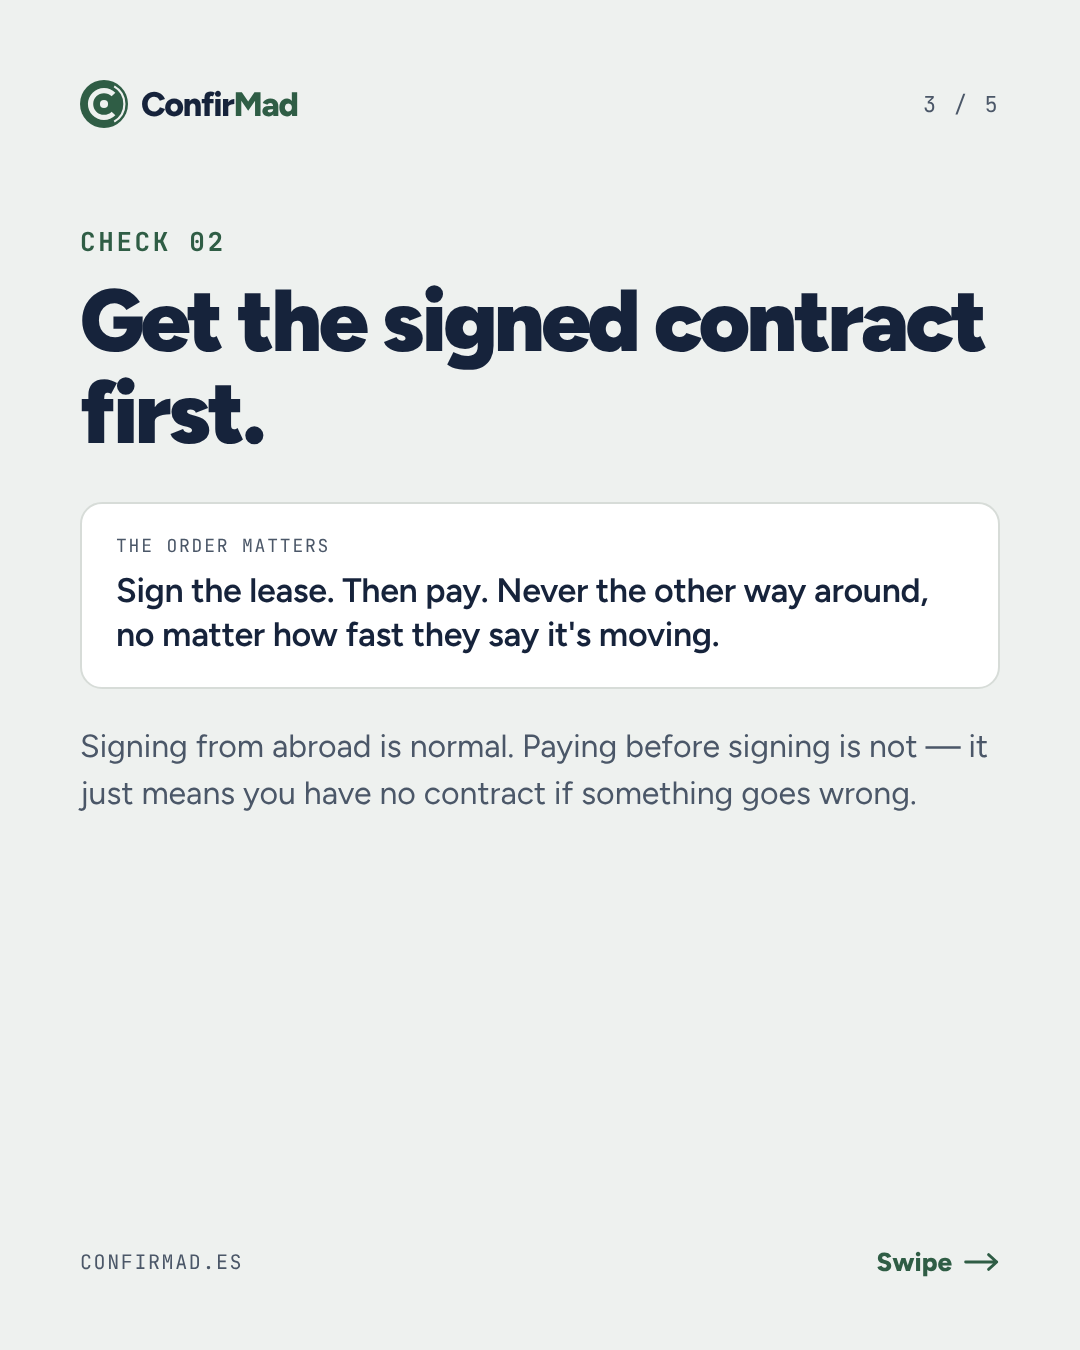 ConfirMad
3 / 5
CHECK 02
Get the signed contract
first.
THE ORDER MATTERS
Sign the lease. Then pay. Never the other way around,
no matter how fast they say it's moving.
Signing from abroad is normal. Paying before signing is not — it
just means you have no contract if something goes wrong.
CONFIRMAD.ES
Swipe →